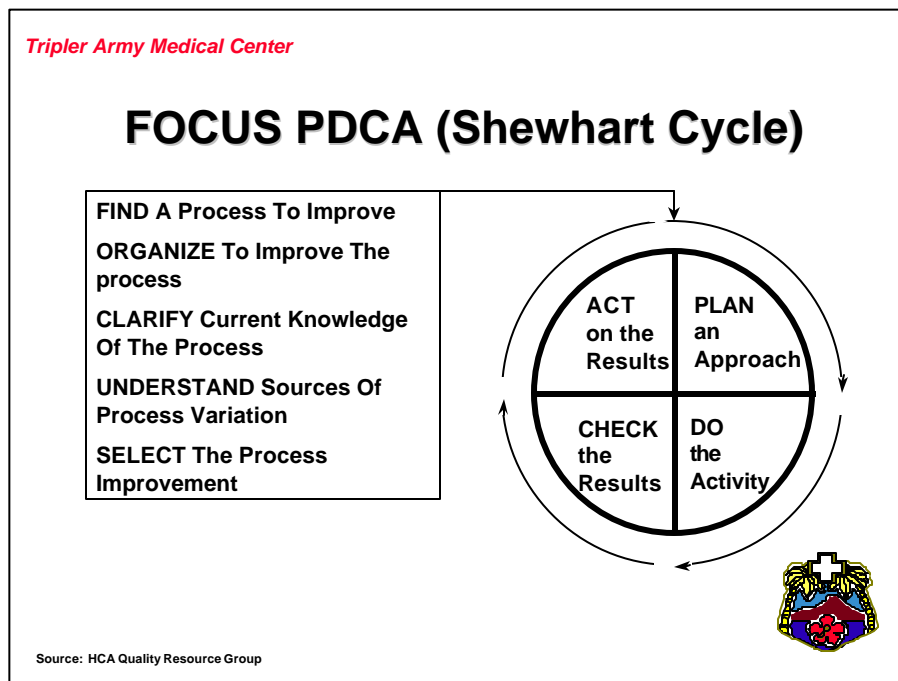 Tripler Army Medical Center
FOCUS PDCA (Shewhart Cycle)
FIND A Process To Improve
ORGANIZE To Improve The
process
CLARIFY Current Knowledge
Of The Process
UNDERSTAND Sources Of
Process Variation
SELECT The Process
Improvement
ACT
on the
Results
PLAN
an
Approach
CHECK
the
Results
DO
the
Activity
Source: HCA Quality Resource Group